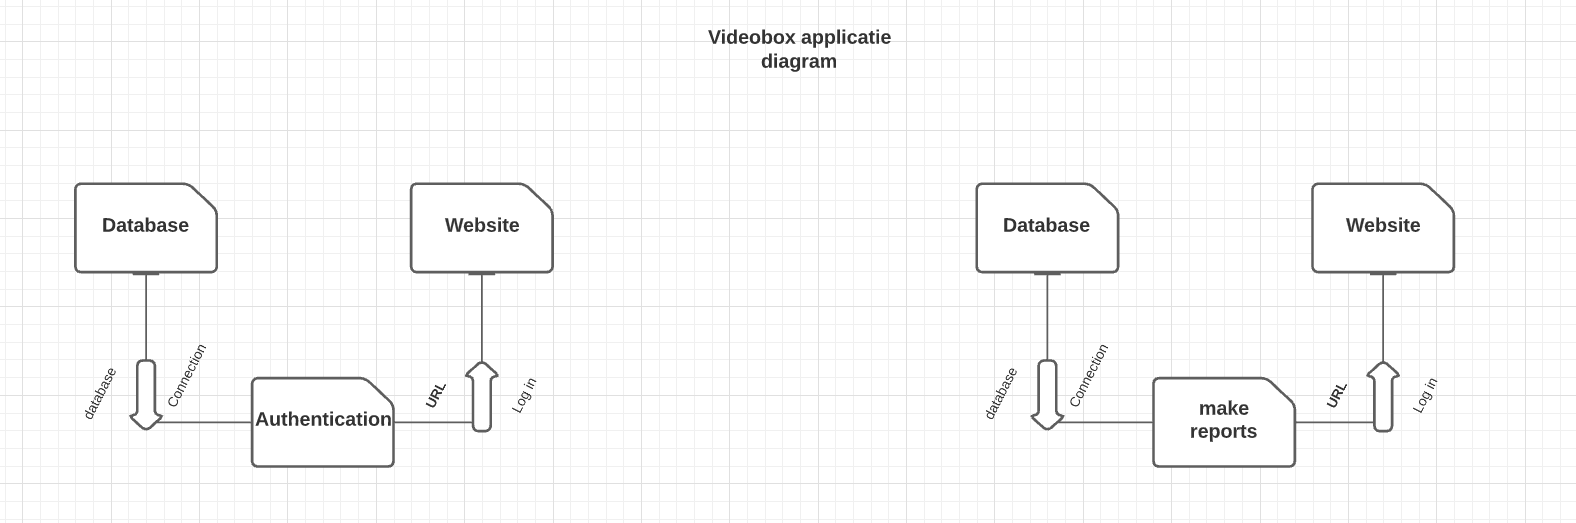 Videobox applicatie
diagram
Database
Website
Database
Website
database
Connection
Authentication
URL
Log in
database
Connection
make
reports
URL
Log in